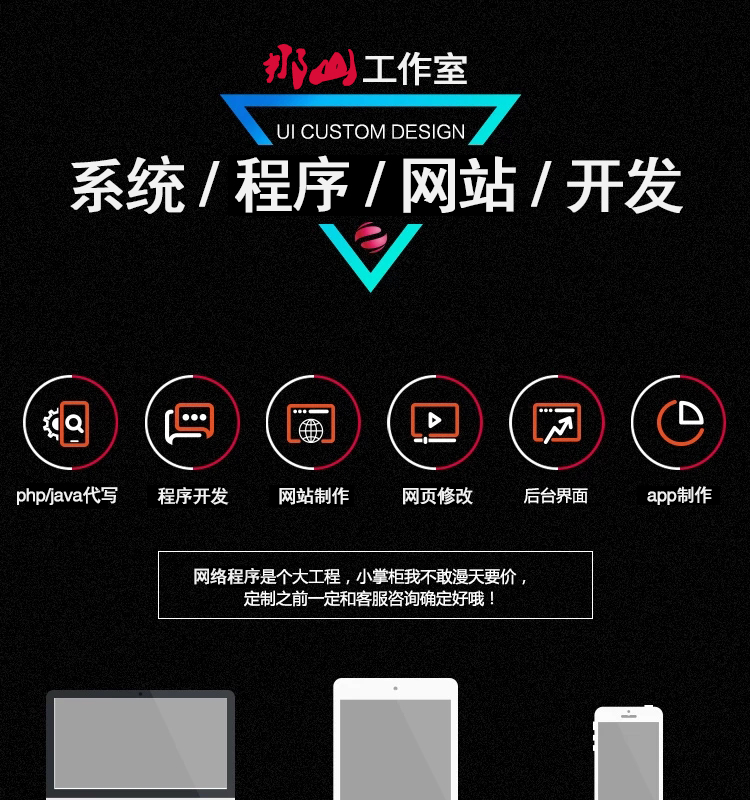 那山工作室
UI CUSTOM DESIGN
系统 / 程序 / 网站 / 开发
php/java代写 程序开发 网站制作 网页修改 后台界面 app制作
网络程序是个大工程，小掌柜我不敢漫天要价，
定制之前一定和客服咨询确定好哦！